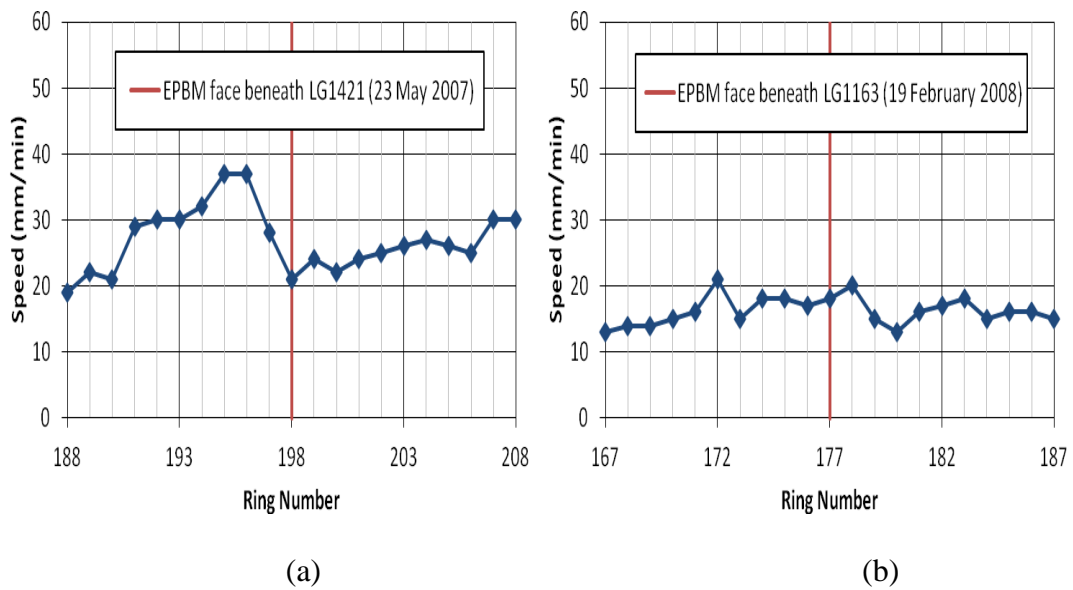 60
50
40
30
20
10
0
Speed (mm/min)
EPBM face beneath LG1421 (23 May 2007)
188 193 198 203 208
Ring Number
(a)
60
50
40
30
20
10
0
Speed (mm/min)
EPBM face beneath LG1163 (19 February 2008)
167 172 177 182 187
Ring Number
(b)